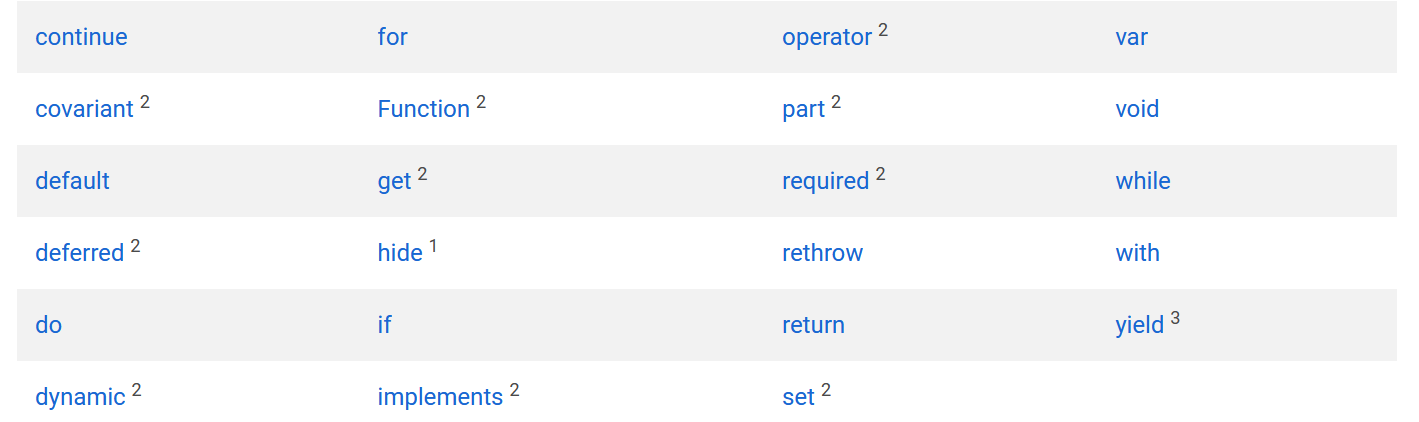 continue for operator 2 var
covariant 2 Function 2 part 2 void
default get 2 required 2 while
deferred 2 hide 1 rethrow with
do if return yield 3
dynamic 2 implements 2 set 2